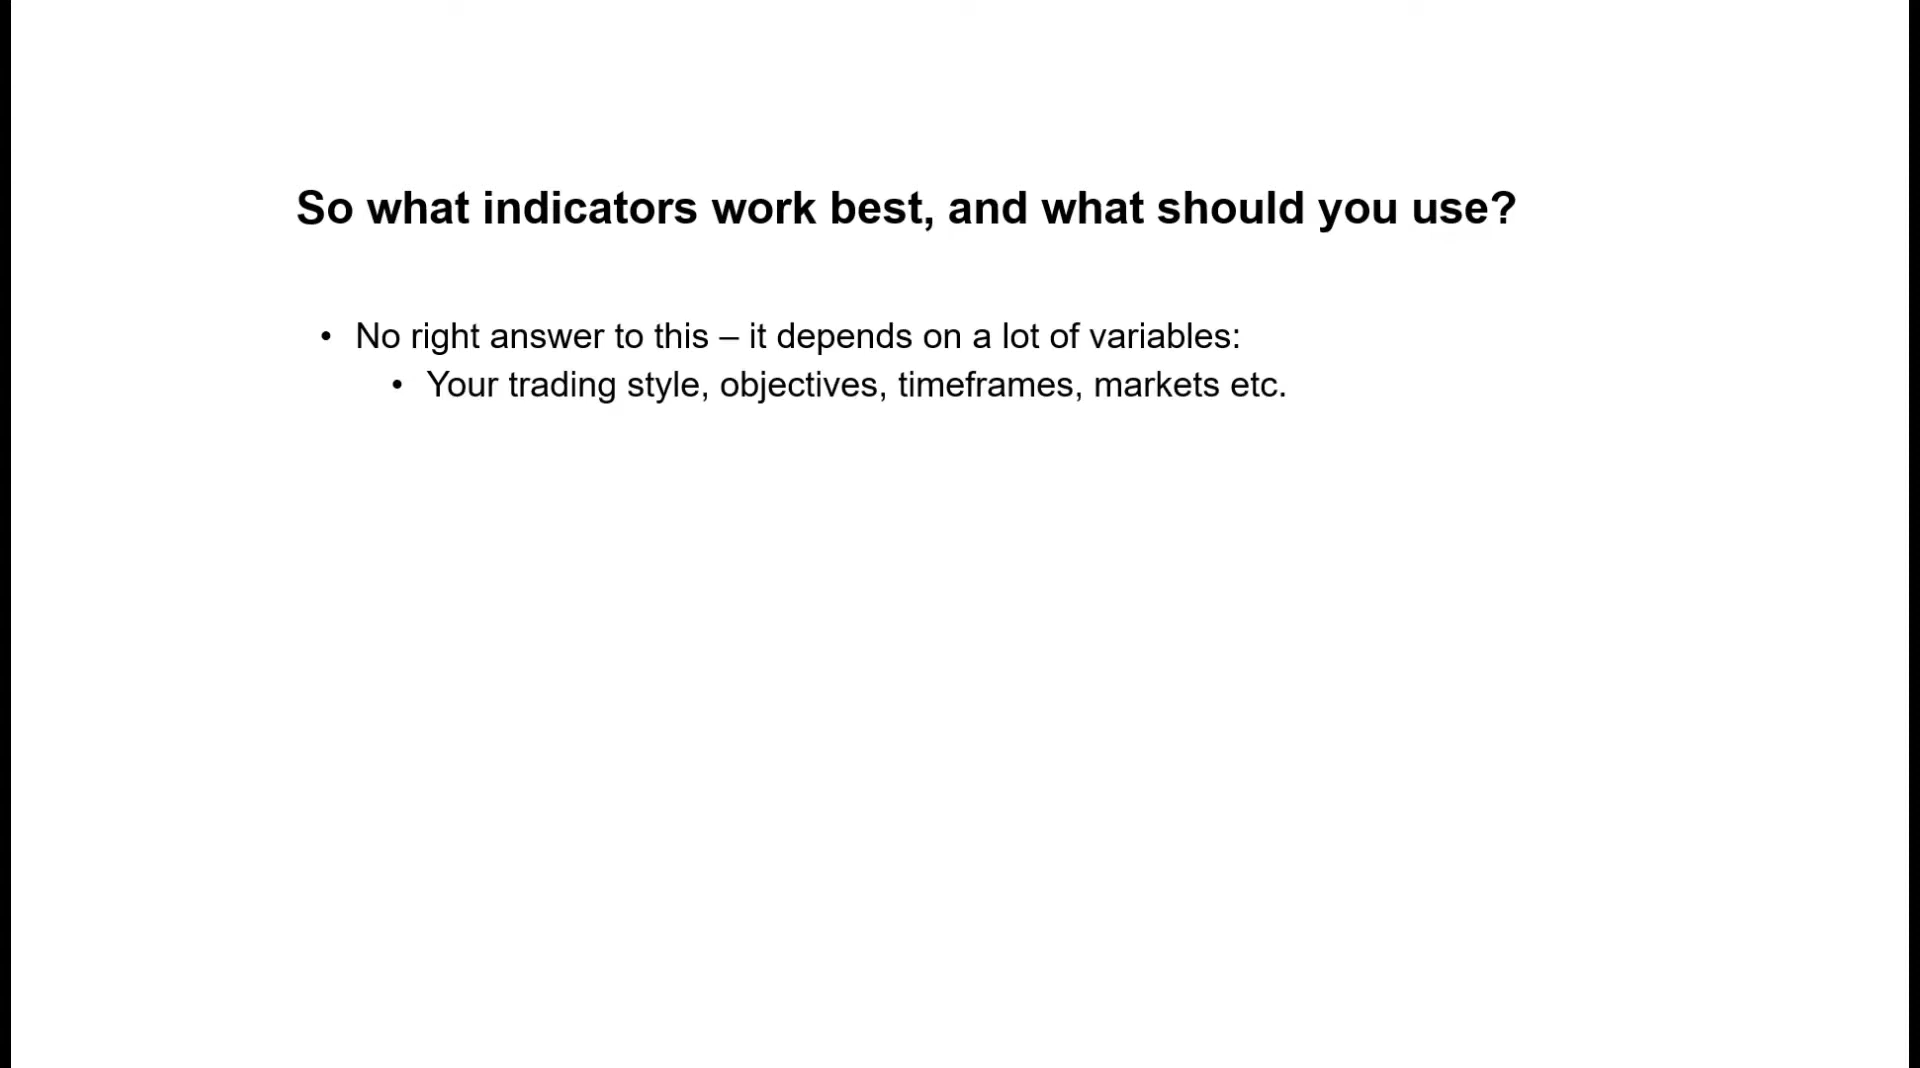 So what indicators work best, and what should you use?
• No right answer to this – it depends on a lot of variables:
• Your trading style, objectives, timeframes, markets etc.